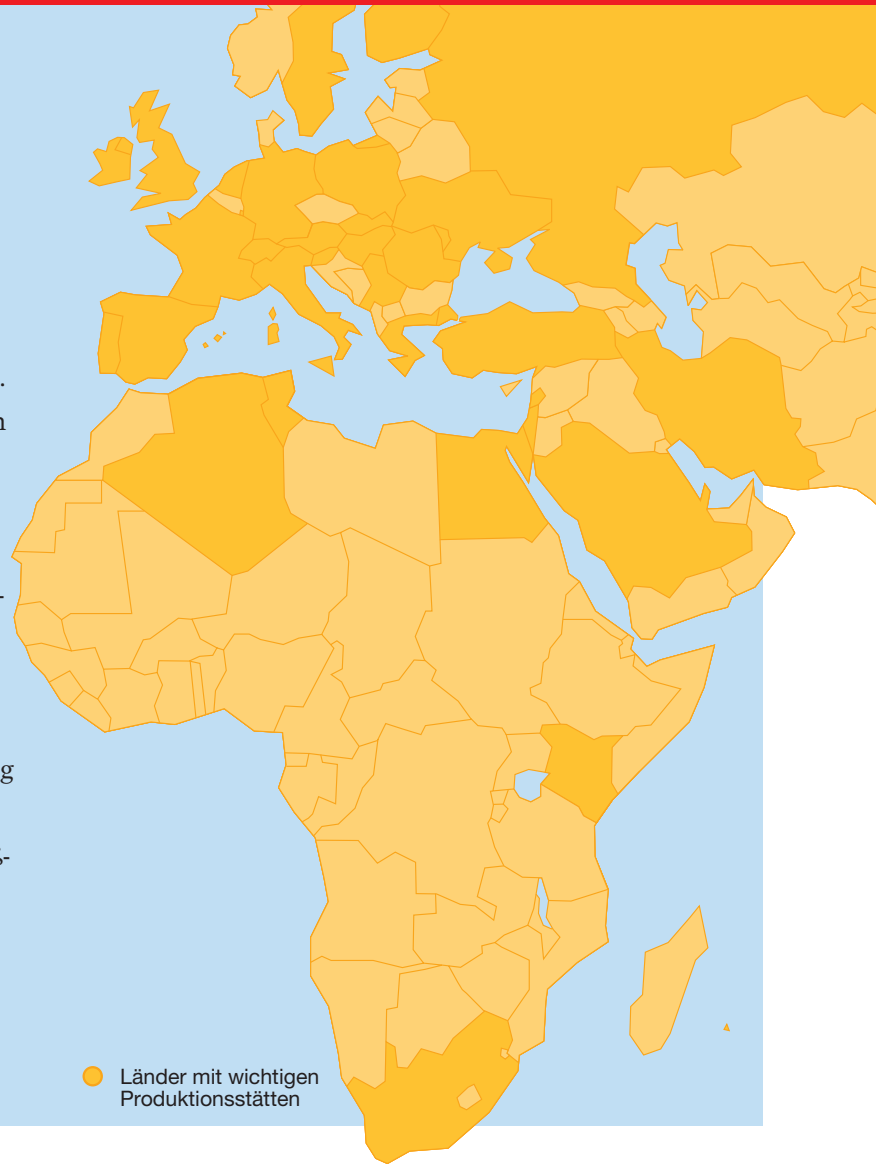 .
n
-
g
-
Länder mit wichtigen
Produktionsstätten